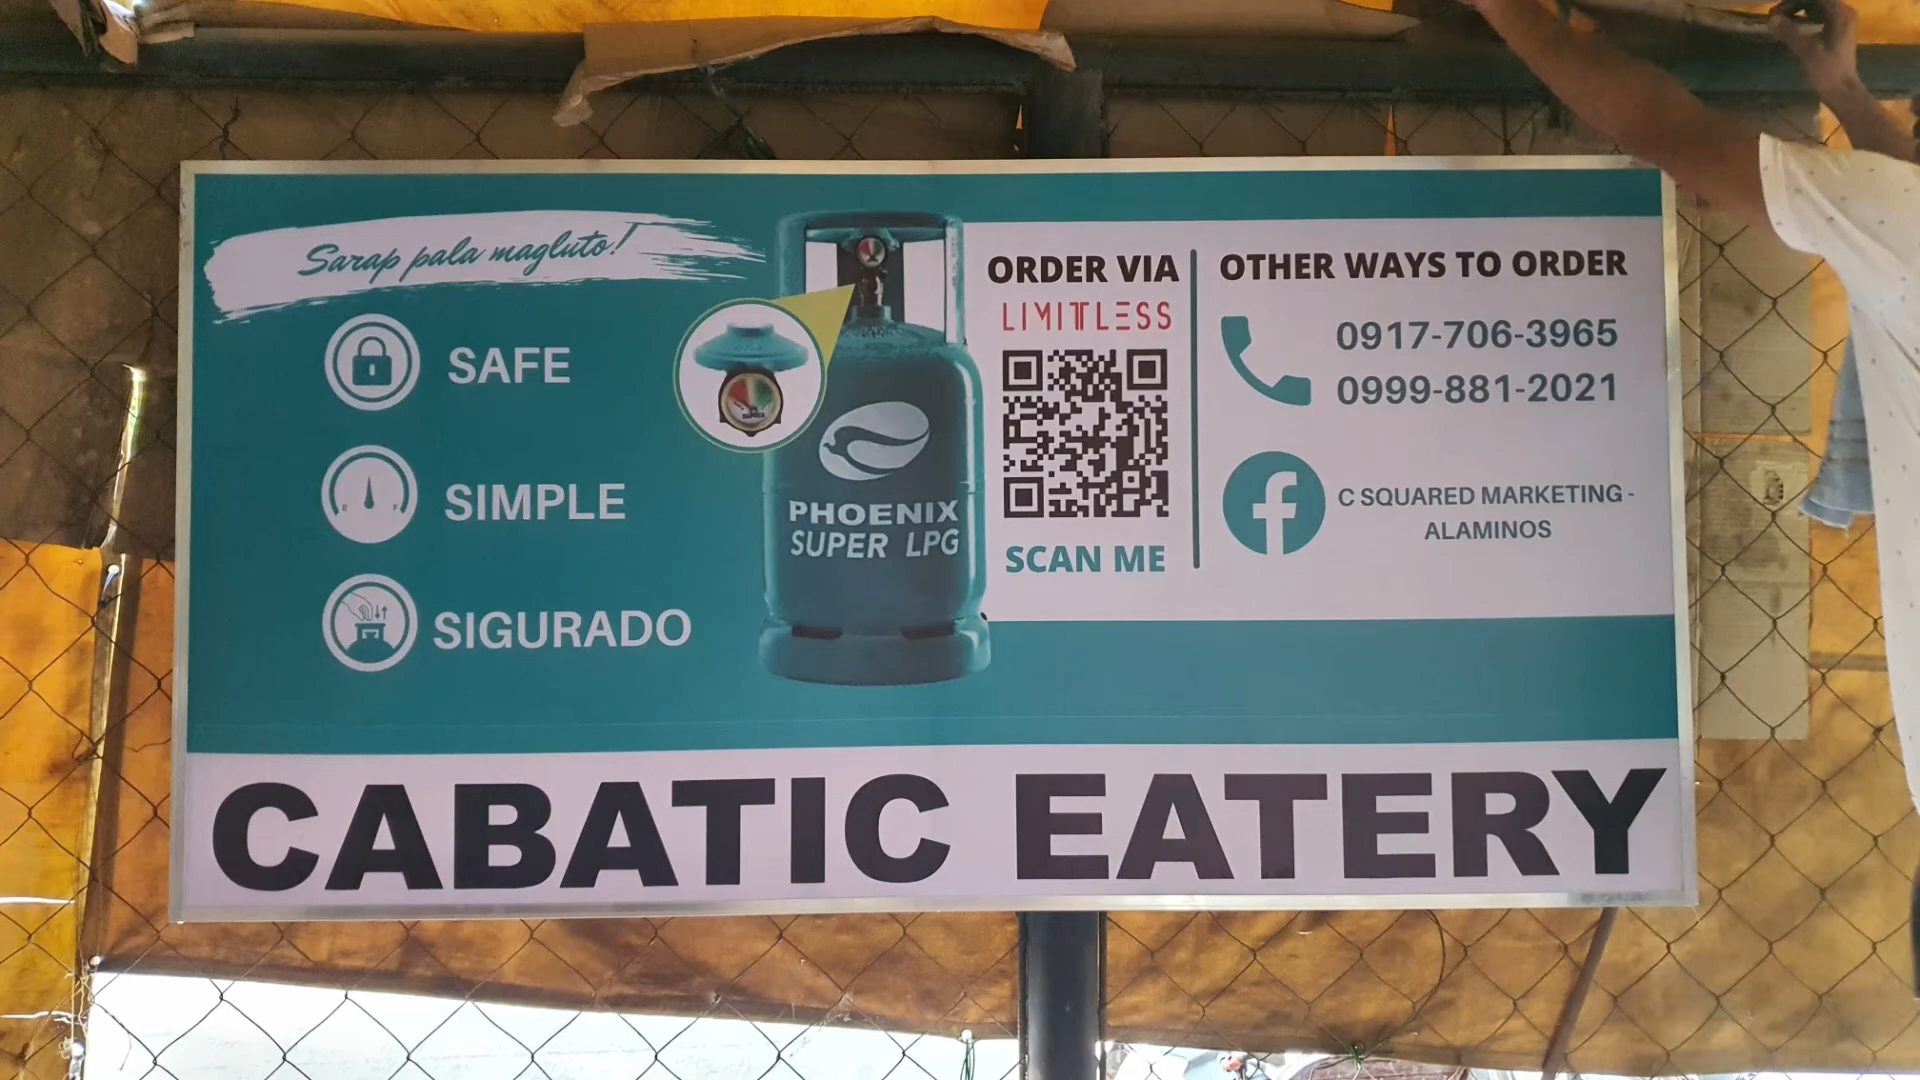 Sarap pala magluto!
SAFE
SIMPLE
SIGURADO
PHOENIX
SUPER LPG
ORDER VIA
LIMITLESS
SCAN ME
OTHER WAYS TO ORDER
0917-706-3965
0999-881-2021
C SQUARED MARKETING -
ALAMINOS
CABATIC EATERY